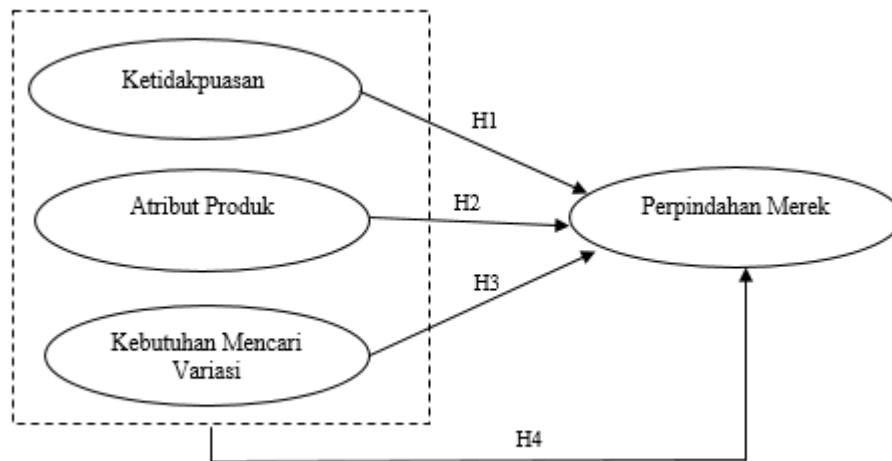 Ketidakpuasan
H1
Atribut Produk
H2
Perpindahan Merek
H3
Kebutuhan Mencari
Variasi
H4